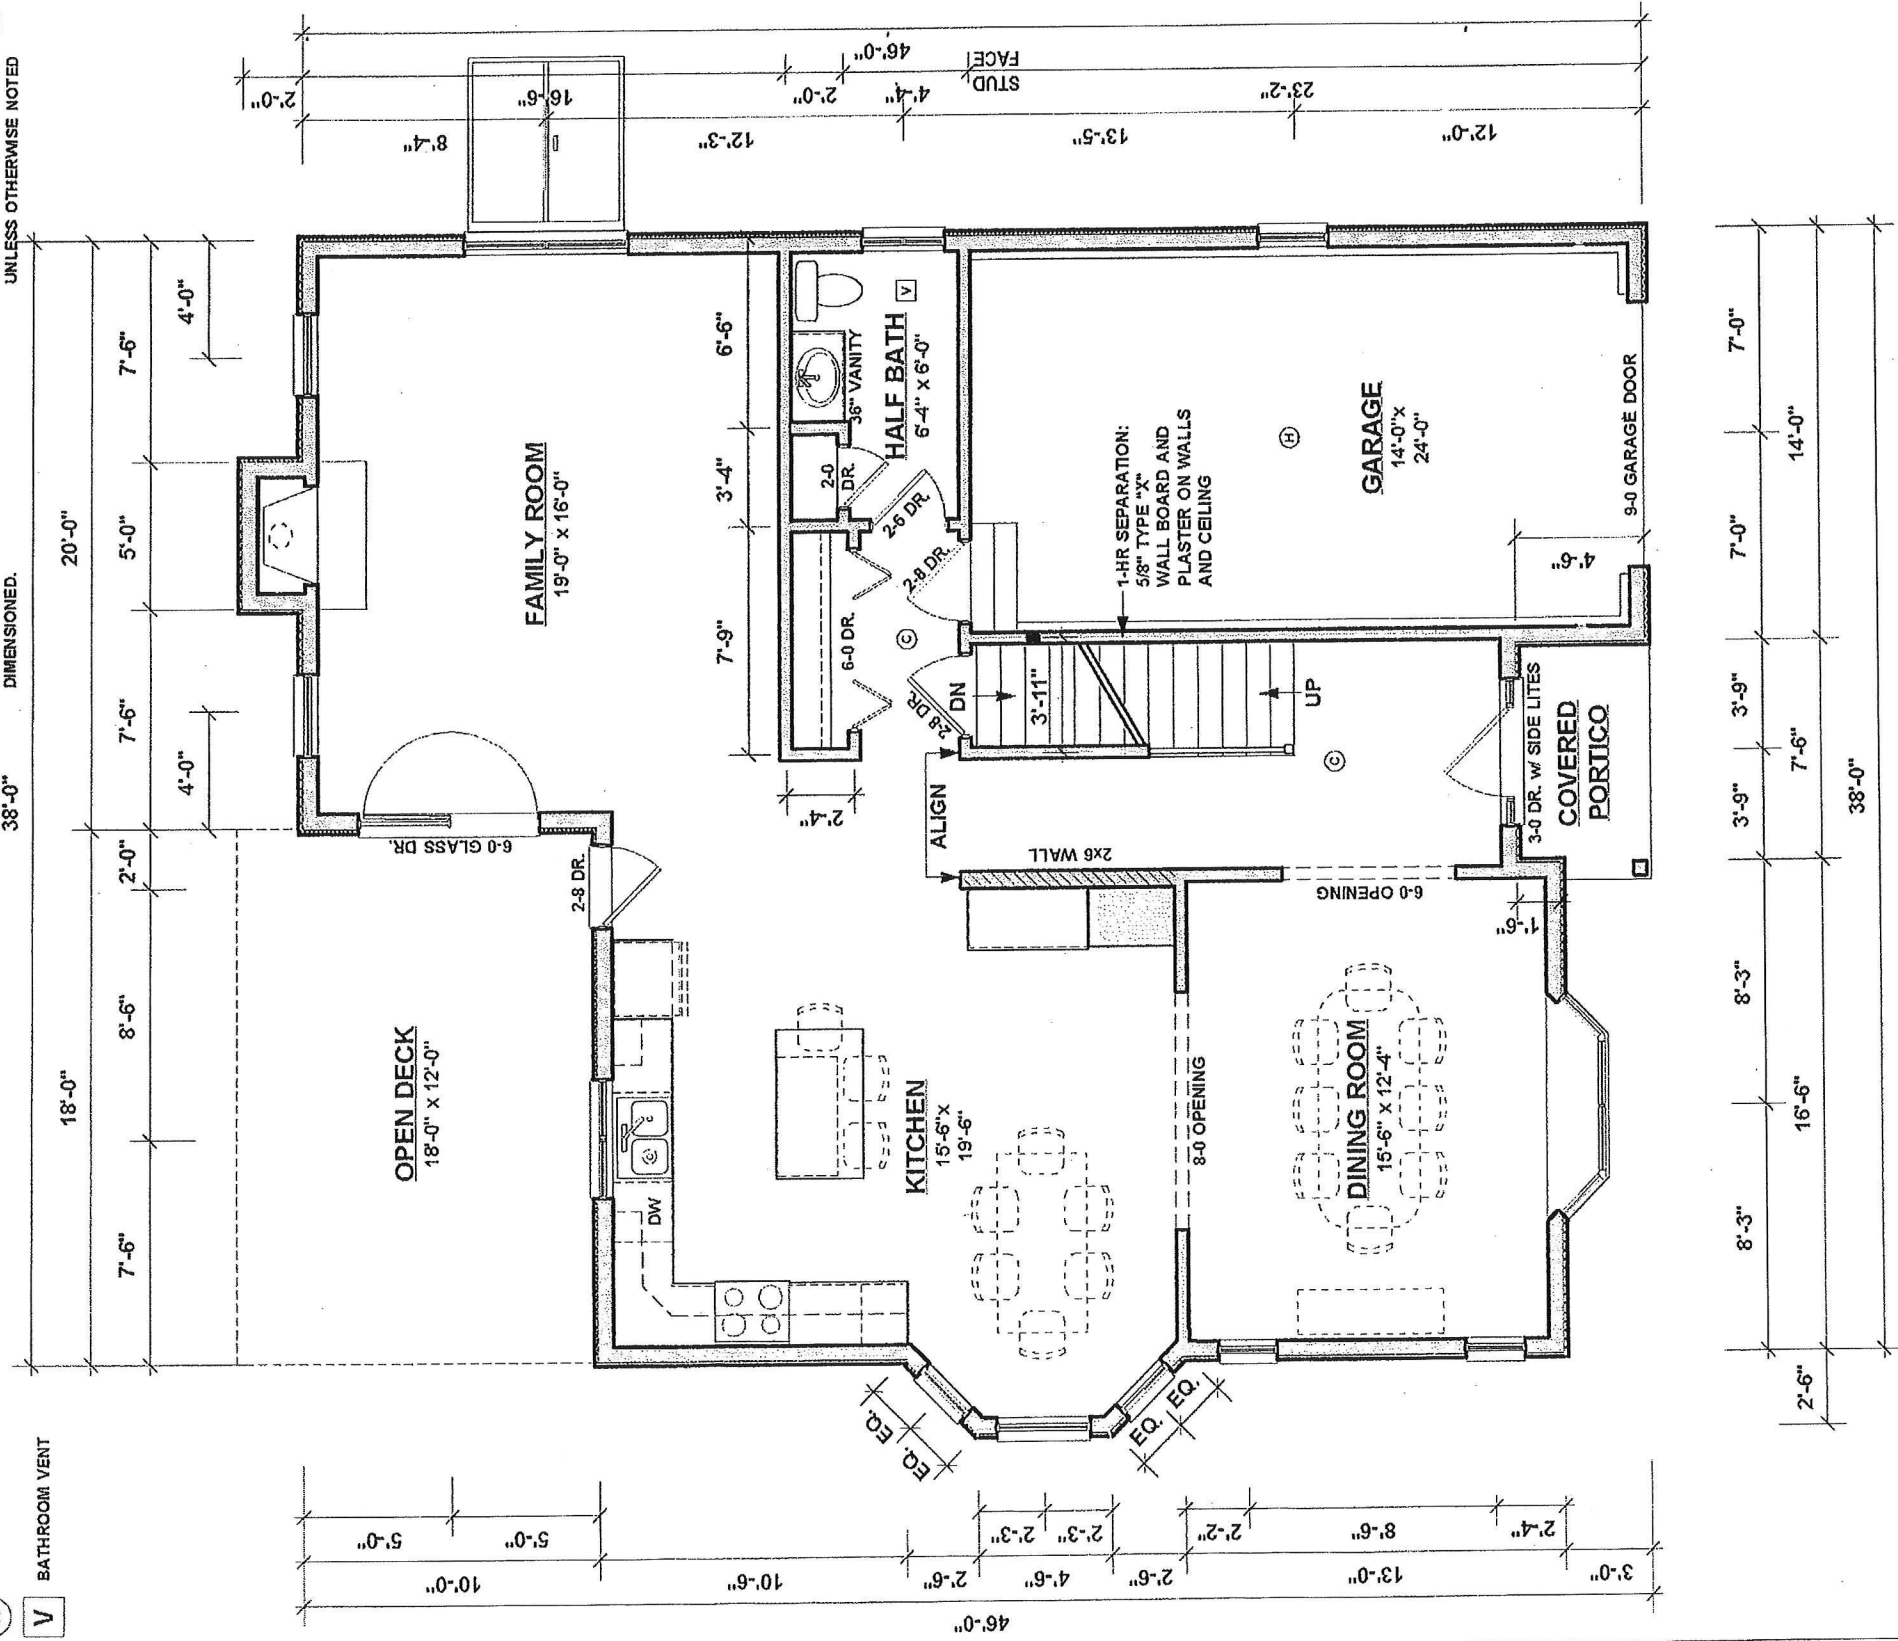 UNLESS OTHERWISE NOTED
DIMENSIONED.
38'-0"
20'-0"
18'-0"
7'-6"
5'-0"
7'-6"
2'-0"
8'-6"
7'-6"
4'-0"
4'-0"
V
BATHROOM VENT
46'-0"
STUD
FACE
2'-0"
16'-6"
2'-0"
4'-4"
23'-2"
8'-4"
12'-3"
13'-5"
12'-0"
FAMILY ROOM
19'-0" x 16'-0"
6'-6"
3'-4"
7'-9"
36" VANITY
HALF BATH
6'-4" x 6'-0"
V
2-0
DR.
2-6 DR.
2-8 DR.
6-0 DR.
C
2-8 DR.
DN
3'-11"
UP
C
1-HR SEPARATION:
5/8" TYPE "X"
WALL BOARD AND
PLASTER ON WALLS
AND CEILING
H
GARAGE
14'-0"x
24'-0"
9-0 GARAGE DOOR
4'-6"
2'-4"
ALIGN
2x6 WALL
6-0 GLASS DR.
2-8 DR.
3-0 DR. w/ SIDE LITES
COVERED
PORTICO
6-0 OPENING
1'-6"
OPEN DECK
18'-0" x 12'-0"
DW
KITCHEN
15'-6"x
19'-6"
8-0 OPENING
DINING ROOM
15'-6" x 12'-4"
EQ.
EQ.
EQ.
EQ.
7'-0"
7'-0"
3'-9"
3'-9"
8'-3"
8'-3"
14'-0"
7'-6"
16'-6"
2'-6"
38'-0"
5'-0"
5'-0"
2'-3"
2'-3"
2'-2"
8'-6"
2'-4"
10'-0"
10'-6"
2'-6"
4'-6"
2'-6"
13'-0"
3'-0"
46'-0"